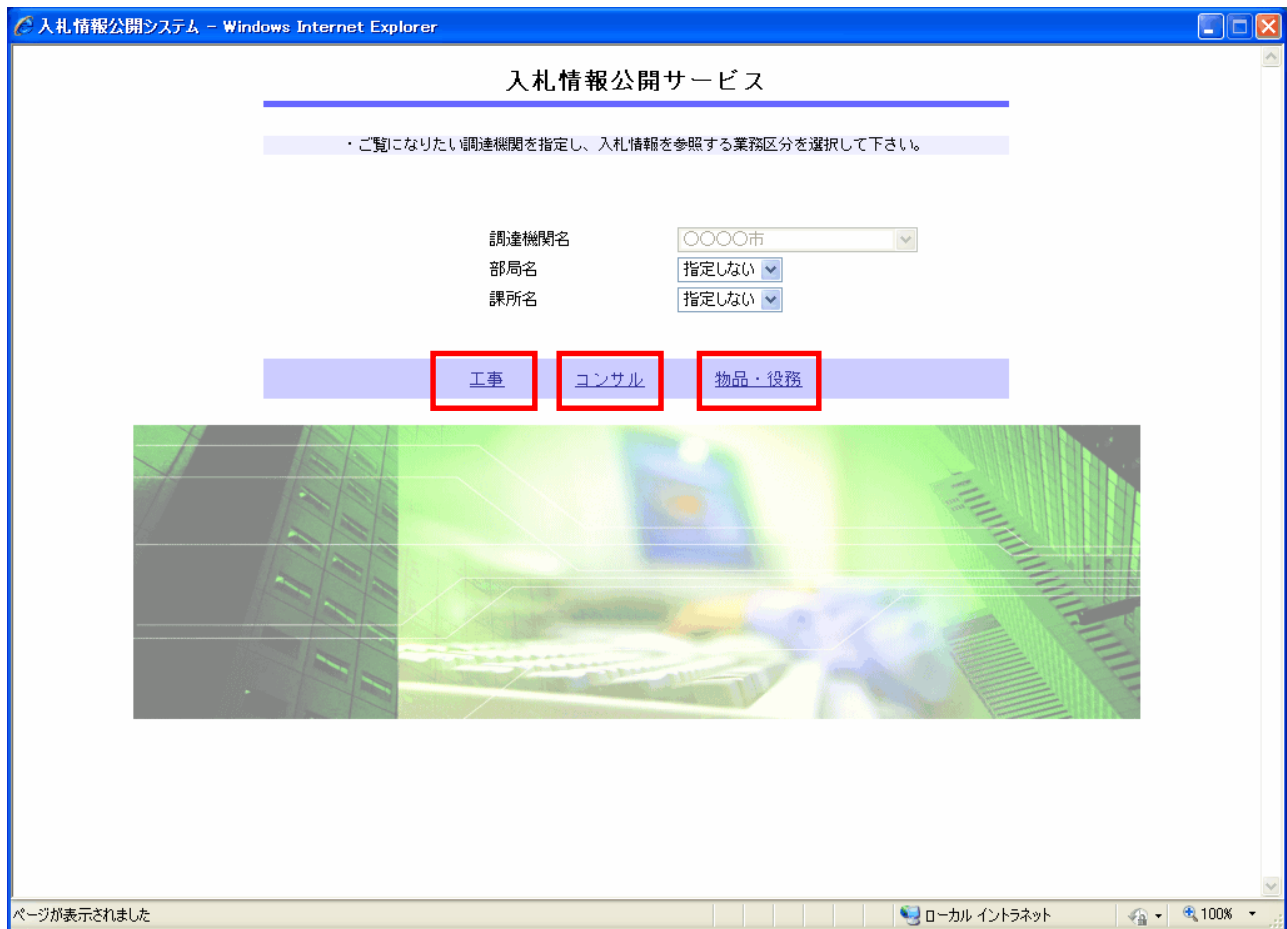 入札情報公開システム - Windows Internet Explorer
入札情報公開サービス
・ご覧になりたい調達機関を指定し、入札情報を参照する業務区分を選択して下さい。
調達機関名 〇〇〇〇市
部局名 指定しない
課所名 指定しない
工事 コンサル 物品・役務
ページが表示されました ローカル イントラネット 100%